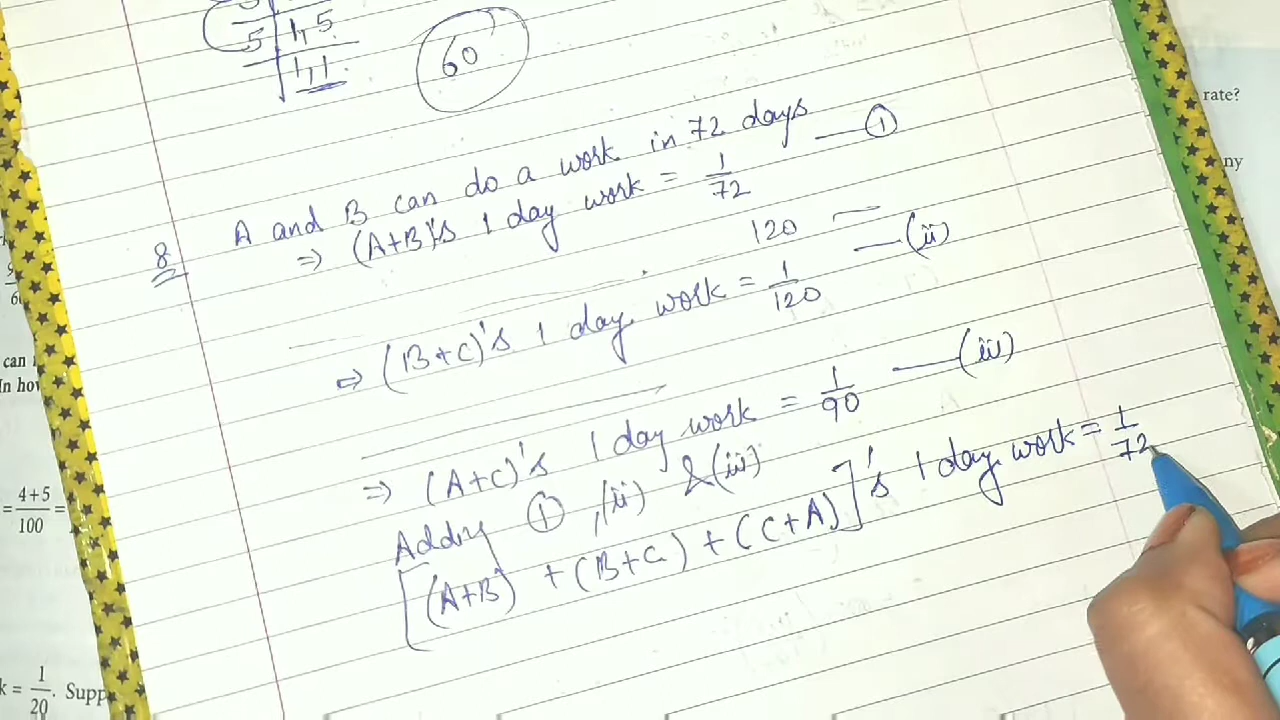 5 1, 5
1, 1
60
rate?
ny
8 A and B can do a work in 72 days
⇒ (A+B)'s 1 day work = 1/72 —①
120 —
⇒ (B+C)'s 1 day work = 1/120 —(ii)
⇒ (A+C)'s 1 day work = 1/90 —(iii)
Adding ①, (ii) & (iii)
[(A+B) + (B+C) + (C+A)]'s 1 day work = 1/72
can
In how
= 4+5/100 =
k = 1/20. Supp